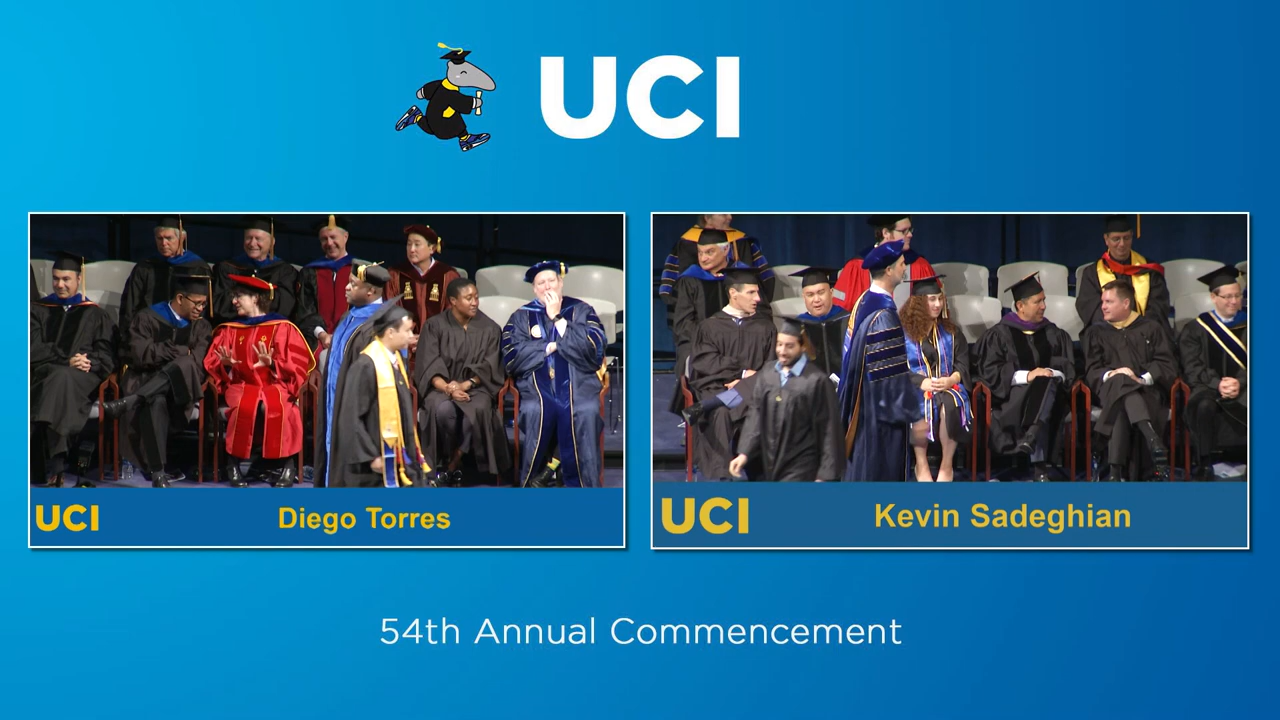 UCI
UCI
Diego Torres
UCI
Kevin Sadeghian
54th Annual Commencement